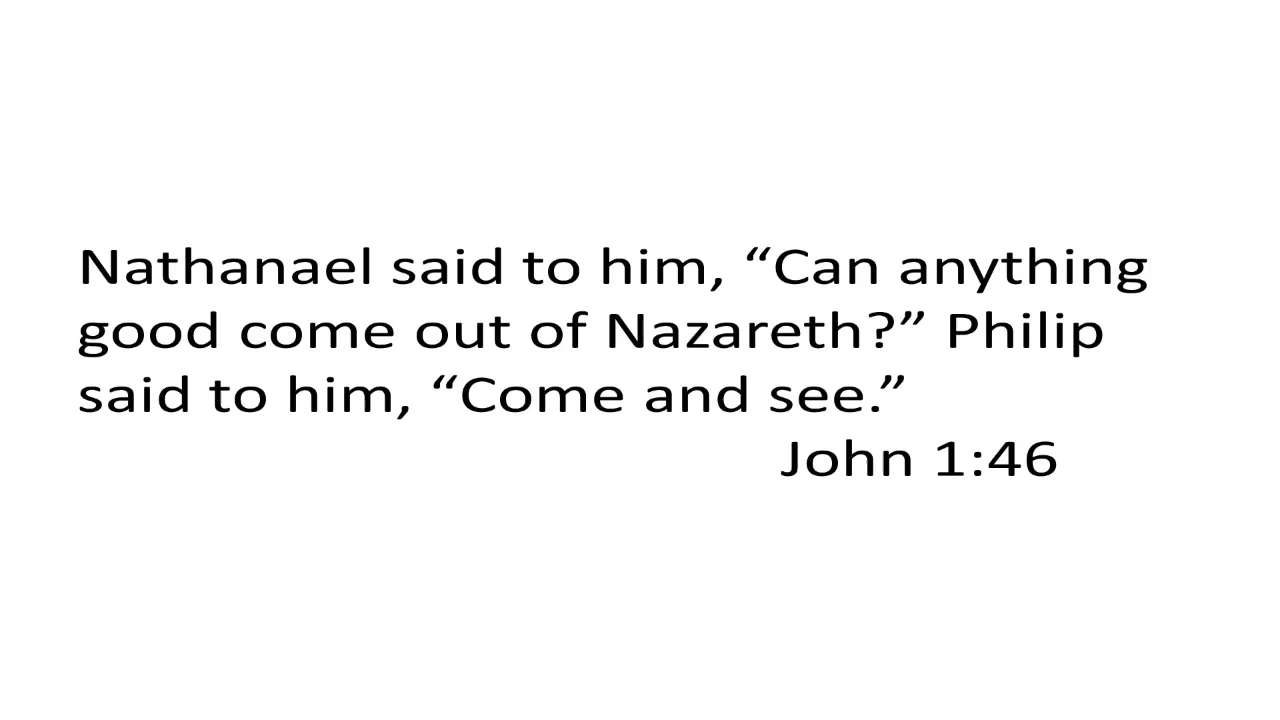 Nathanael said to him, “Can anything
good come out of Nazareth?” Philip
said to him, “Come and see.”
John 1:46